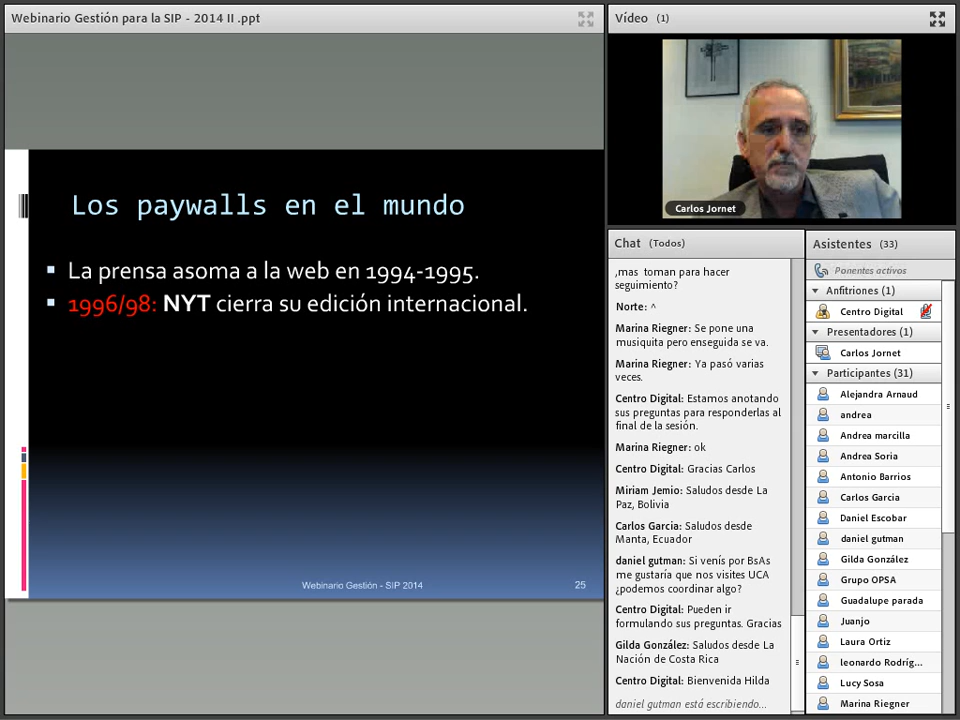 Webinario Gestión para la SIP - 2014 II .ppt
Los paywalls en el mundo
La prensa asoma a la web en 1994-1995.
1996/98: NYT cierra su edición internacional.
Webinario Gestión - SIP 2014
25
Vídeo (1)
Carlos Jornet
Chat (Todos)
,mas toman para hacer
seguimiento?
Norte: ^
Marina Riegner: Se pone una
musiquita pero enseguida se va.
Marina Riegner: Ya pasó varias
veces.
Centro Digital: Estamos anotando
sus preguntas para responderlas al
final de la sesión.
Marina Riegner: ok
Centro Digital: Gracias Carlos
Miriam Jemio: Saludos desde La
Paz, Bolivia
Carlos Garcia: Saludos desde
Manta, Ecuador
daniel gutman: Si venís por BsAs
me gustaría que nos visites UCA
¿podemos coordinar algo?
Centro Digital: Pueden ir
formulando sus preguntas. Gracias
Gilda González: Saludos desde La
Nación de Costa Rica
Centro Digital: Bienvenida Hilda
daniel gutman está escribiendo...
Asistentes (33)
Ponentes activos
Anfitriones (1)
Centro Digital
Presentadores (1)
Carlos Jornet
Participantes (31)
Alejandra Arnaud
andrea
Andrea marcilla
Andrea Soria
Antonio Barrios
Carlos Garcia
Daniel Escobar
daniel gutman
Gilda González
Grupo OPSA
Guadalupe parada
Juanjo
Laura Ortiz
leonardo Rodríg...
Lucy Sosa
Marina Riegner